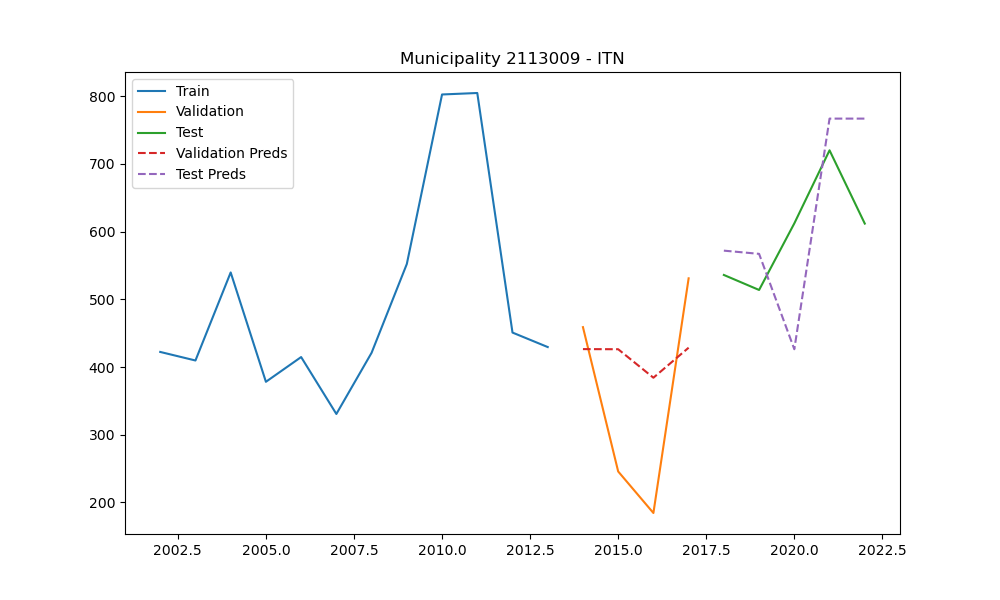 Municipality 2113009 - ITN
Train
Validation
Test
Validation Preds
Test Preds
800
700
600
500
400
300
200
2002.5 2005.0 2007.5 2010.0 2012.5 2015.0 2017.5 2020.0 2022.5